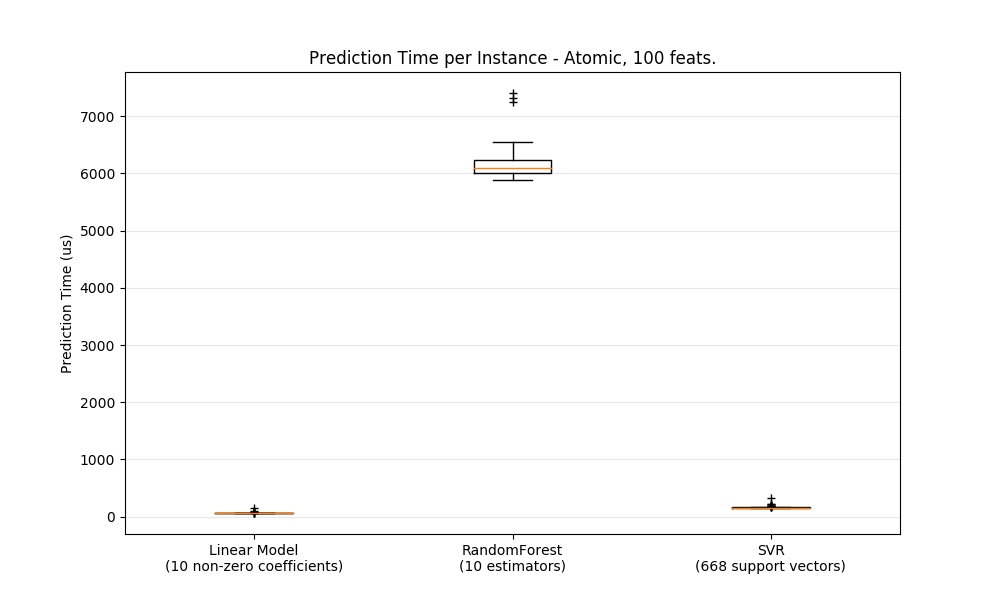 Prediction Time per Instance - Atomic, 100 feats.
Prediction Time (us)
7000
6000
5000
4000
3000
2000
1000
0
Linear Model
(10 non-zero coefficients)
RandomForest
(10 estimators)
SVR
(668 support vectors)